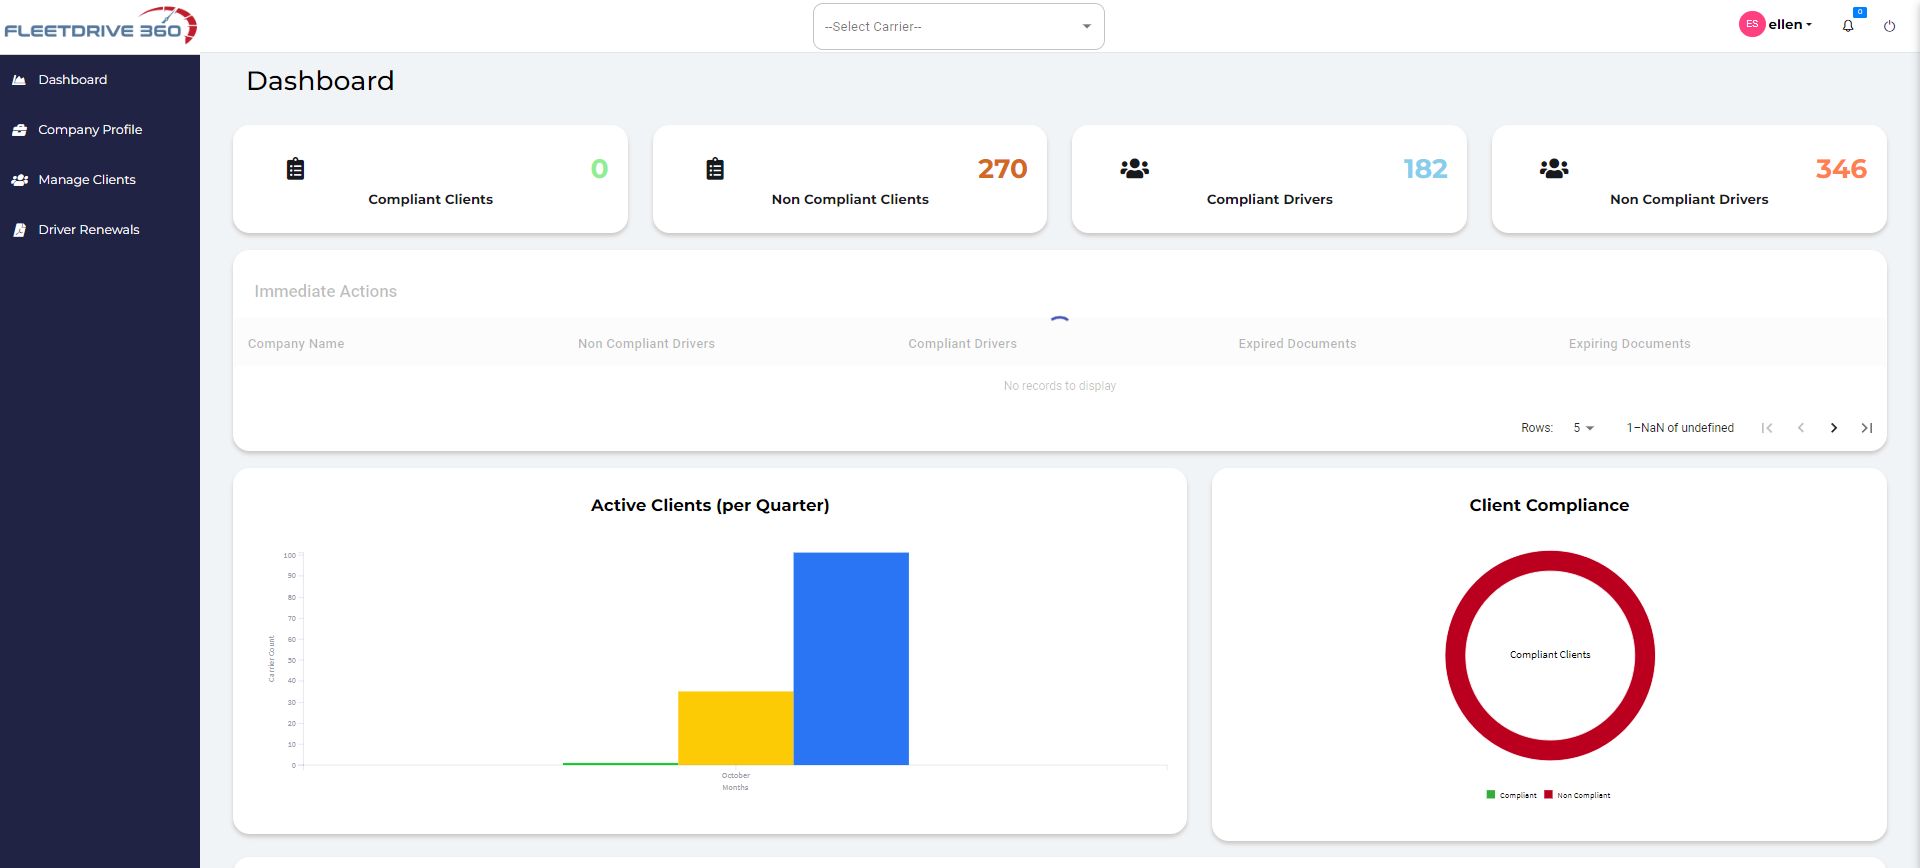 FLEETDRIVE 360
--Select Carrier--
ES
ellen
0
Dashboard
Company Profile
Manage Clients
Driver Renewals
Dashboard
0
Compliant Clients
270
Non Compliant Clients
182
Compliant Drivers
346
Non Compliant Drivers
Immediate Actions
Company Name Non Compliant Drivers Compliant Drivers Expired Documents Expiring Documents
No records to display
Rows: 5 1–NaN of undefined
Active Clients (per Quarter)
100
90
80
70
60
50
40
30
20
10
0
Carrier Count
October
Months
Client Compliance
Compliant Clients
Compliant Non Compliant